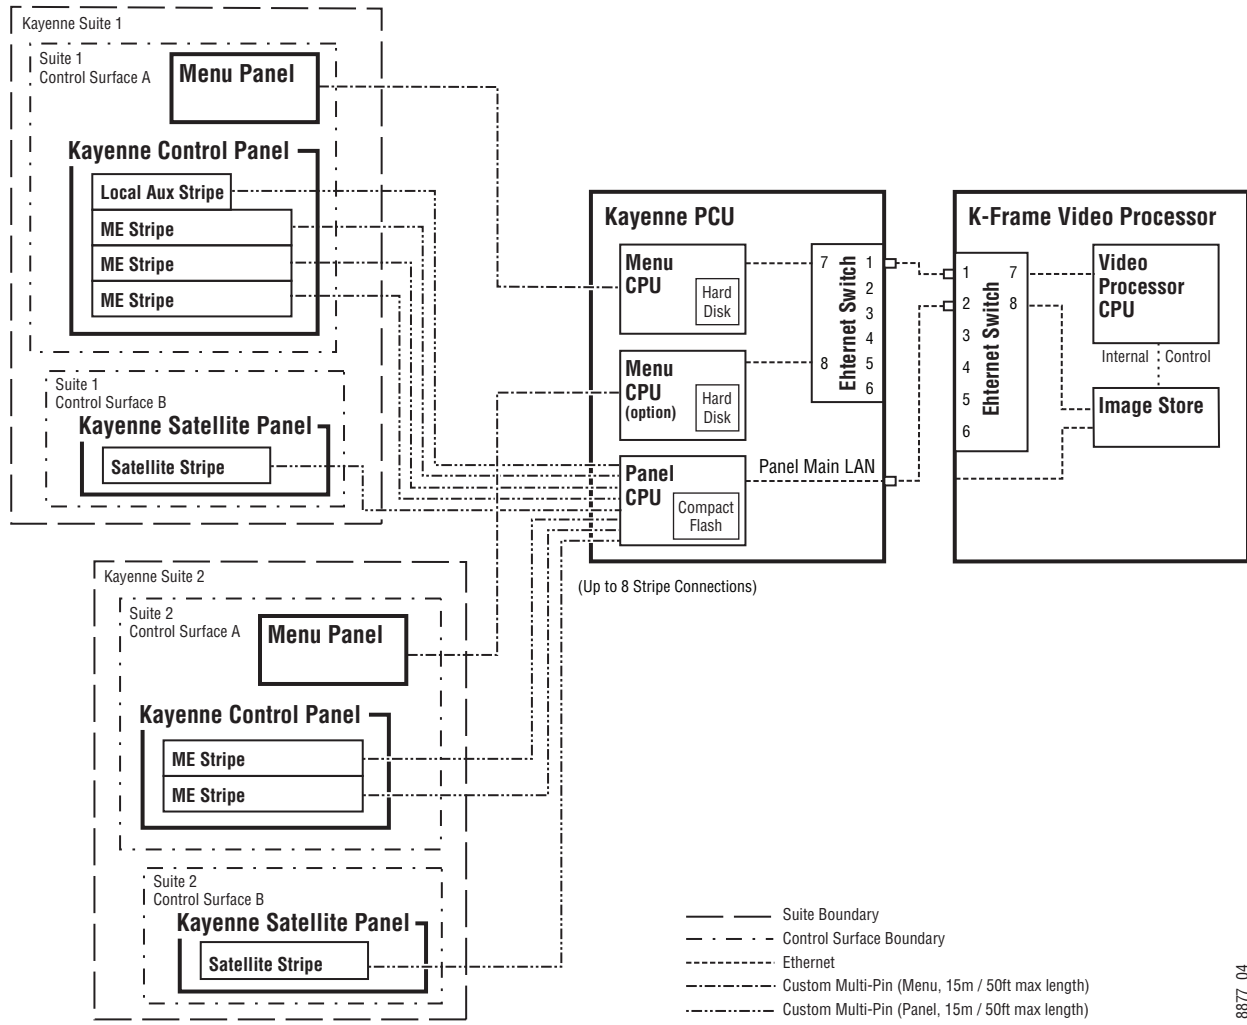 Kayenne Suite 1
Suite 1
Control Surface A
Menu Panel
Kayenne Control Panel
Local Aux Stripe
ME Stripe
ME Stripe
ME Stripe
Suite 1
Control Surface B
Kayenne Satellite Panel
Satellite Stripe
Kayenne Suite 2
Suite 2
Control Surface A
Menu Panel
Kayenne Control Panel
ME Stripe
ME Stripe
Suite 2
Control Surface B
Kayenne Satellite Panel
Satellite Stripe
Kayenne PCU
Menu
CPU
Hard
Disk
Menu
CPU
(option)
Hard
Disk
Panel
CPU
Compact
Flash
7
8
Ehternet Switch
1
2
3
4
5
6
Panel Main LAN
(Up to 8 Stripe Connections)
K-Frame Video Processor
1
2
3
4
5
6
Ehternet Switch
7
8
Video
Processor
CPU
Internal
Control
Image Store
Suite Boundary
Control Surface Boundary
Ethernet
Custom Multi-Pin (Menu, 15m / 50ft max length)
Custom Multi-Pin (Panel, 15m / 50ft max length)
8877_04